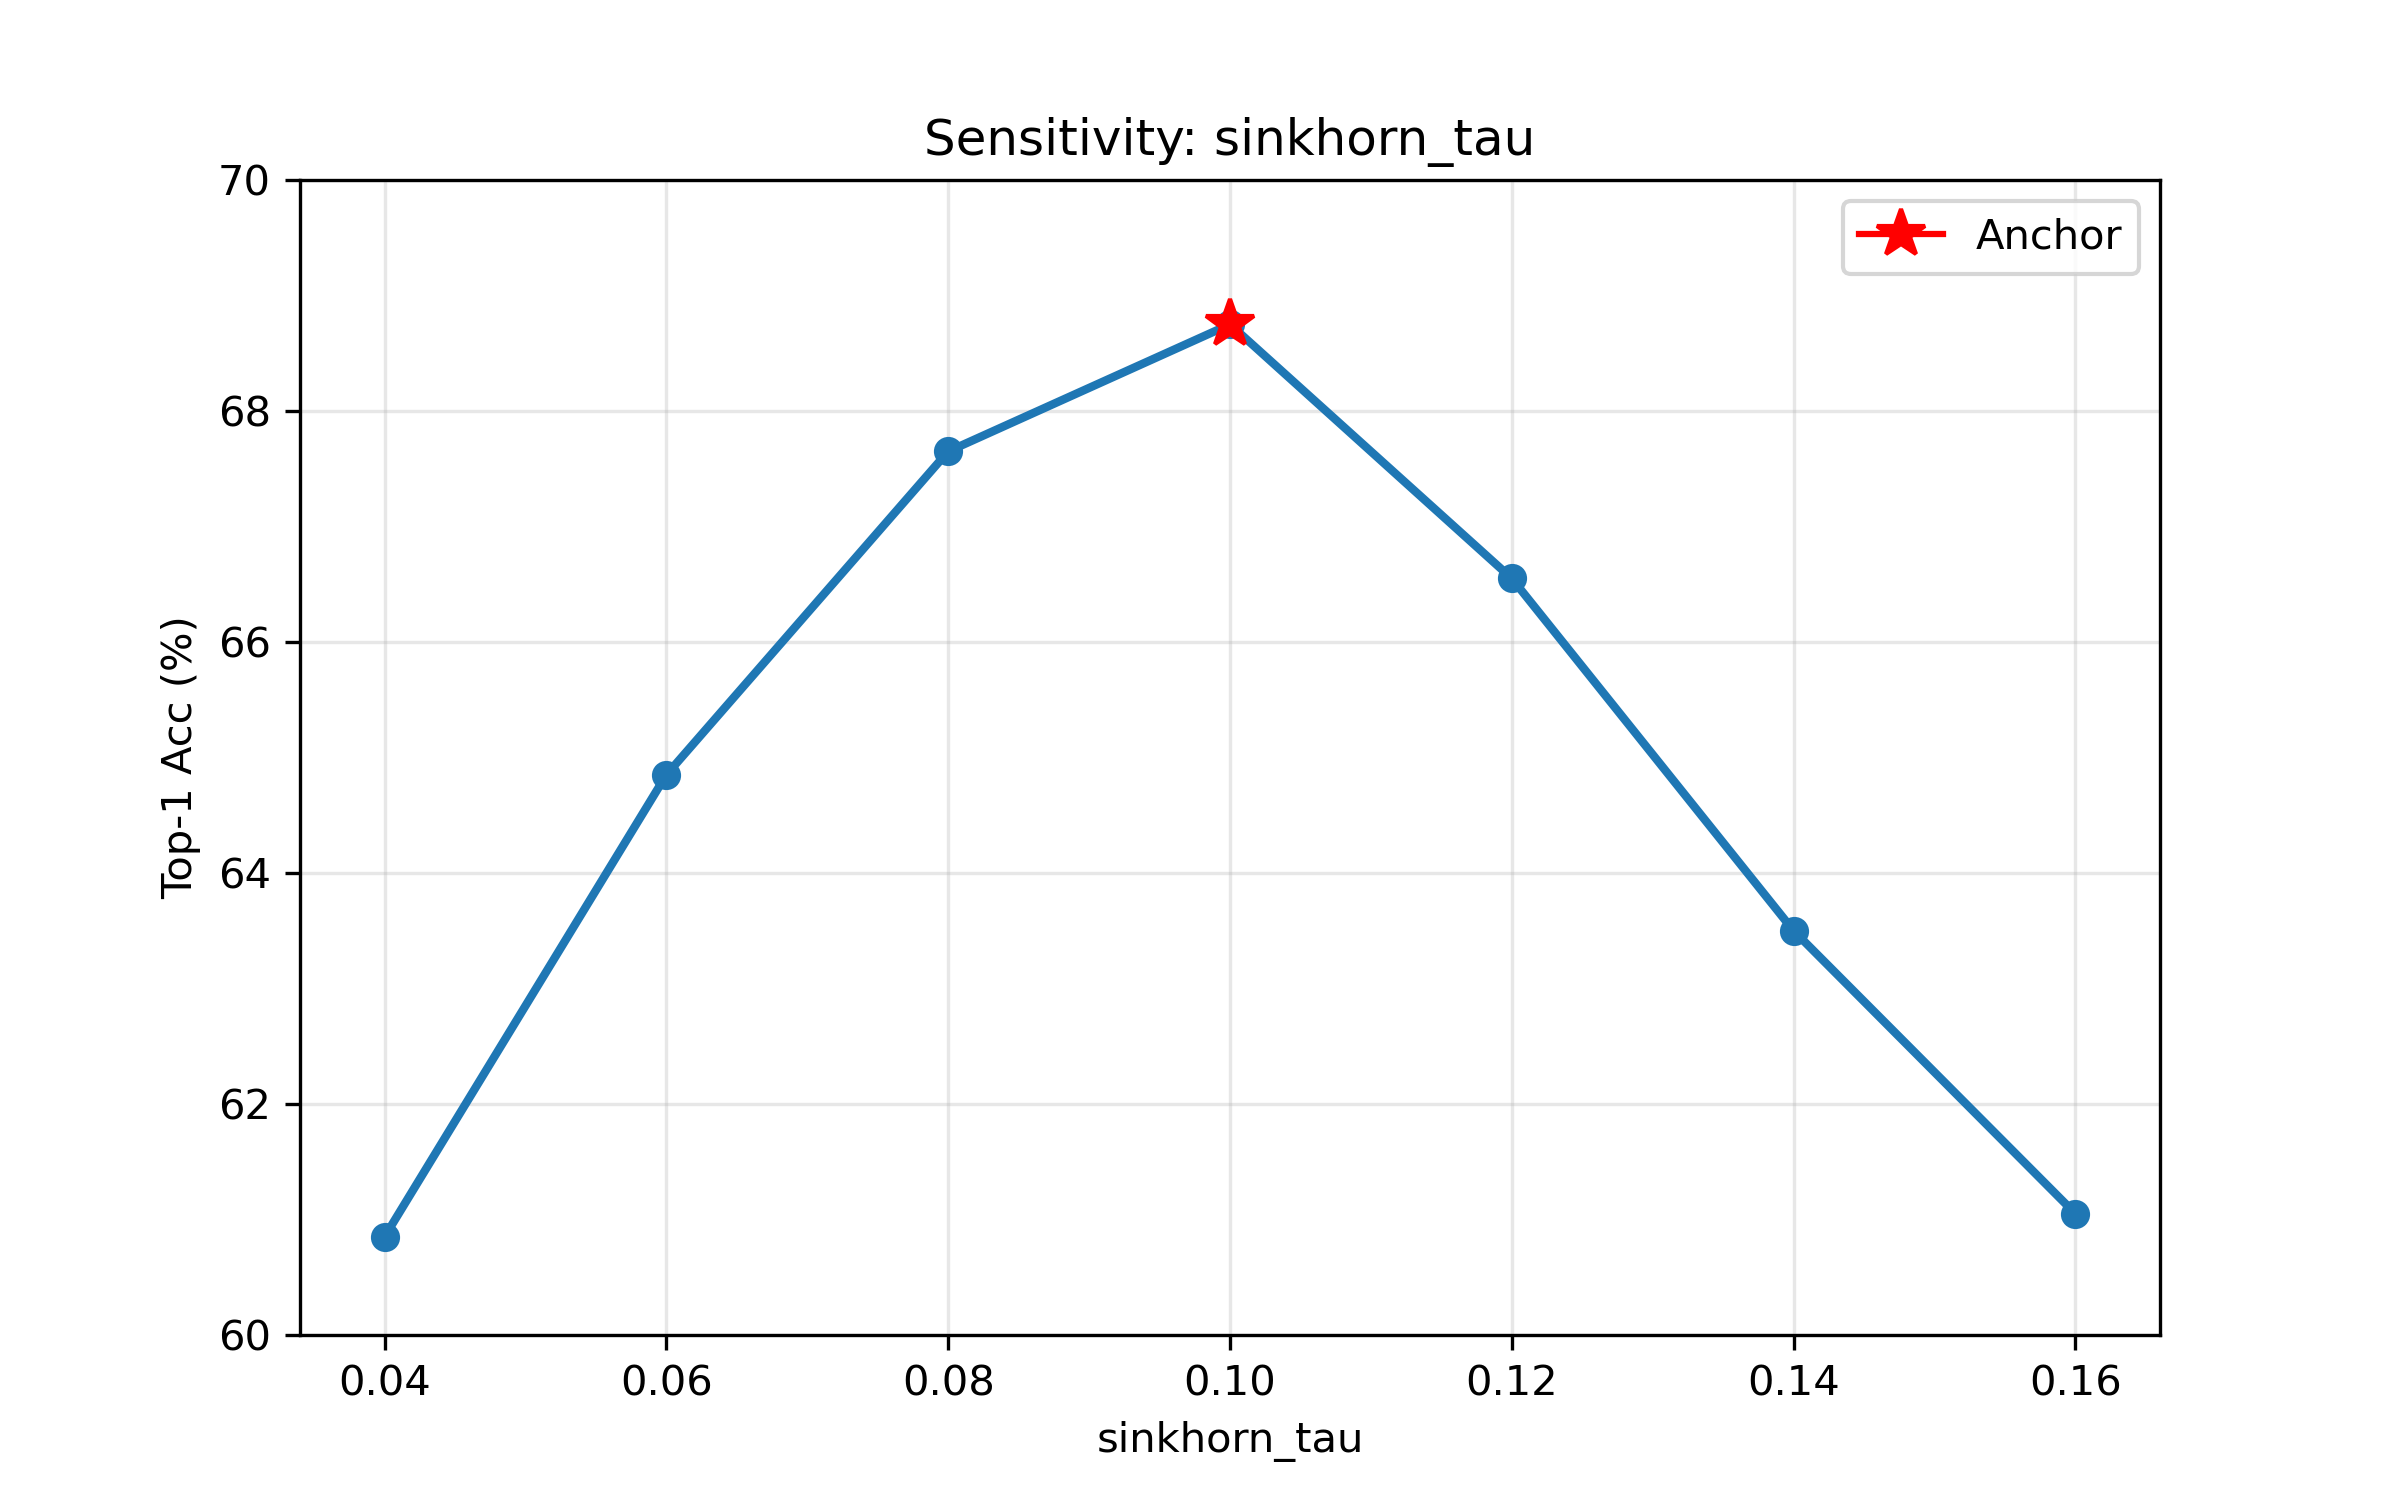 Sensitivity: sinkhorn_tau
70
68
66
64
62
60
Top-1 Acc (%)
Anchor
0.04 0.06 0.08 0.10 0.12 0.14 0.16
sinkhorn_tau